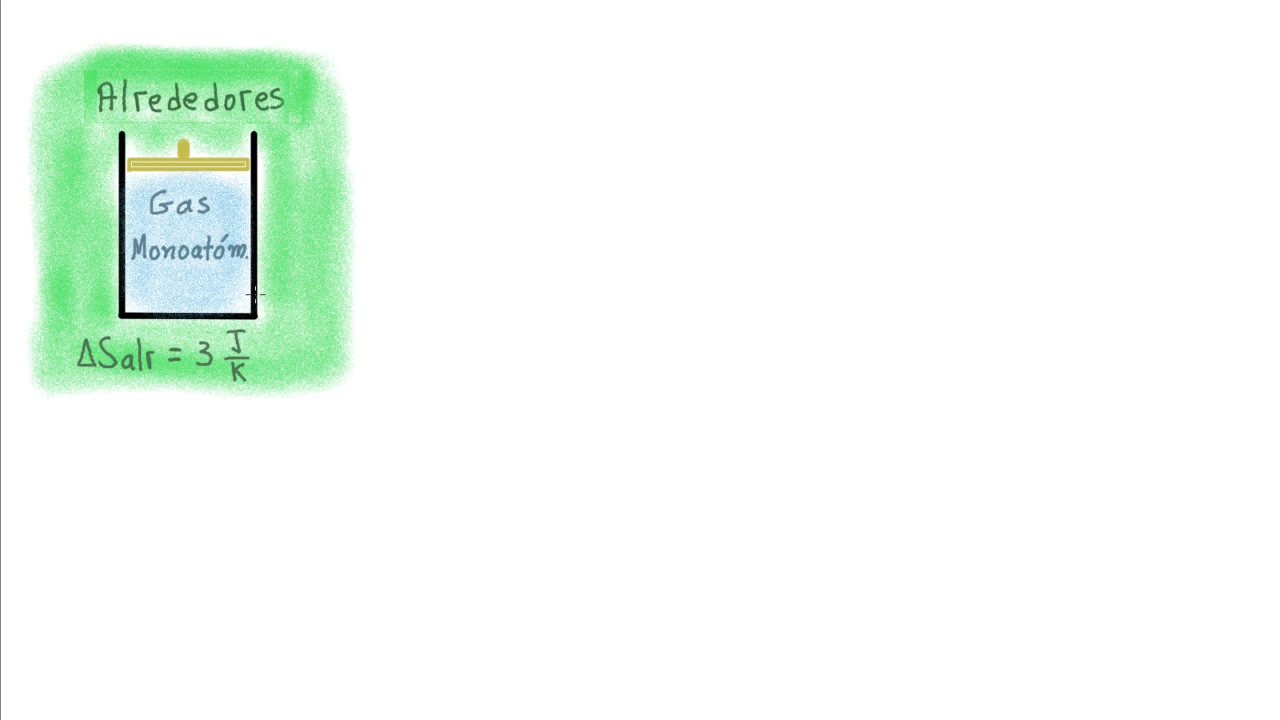 Alrededores
Gas
Monoatóm.
ΔSalr = 3 J/K